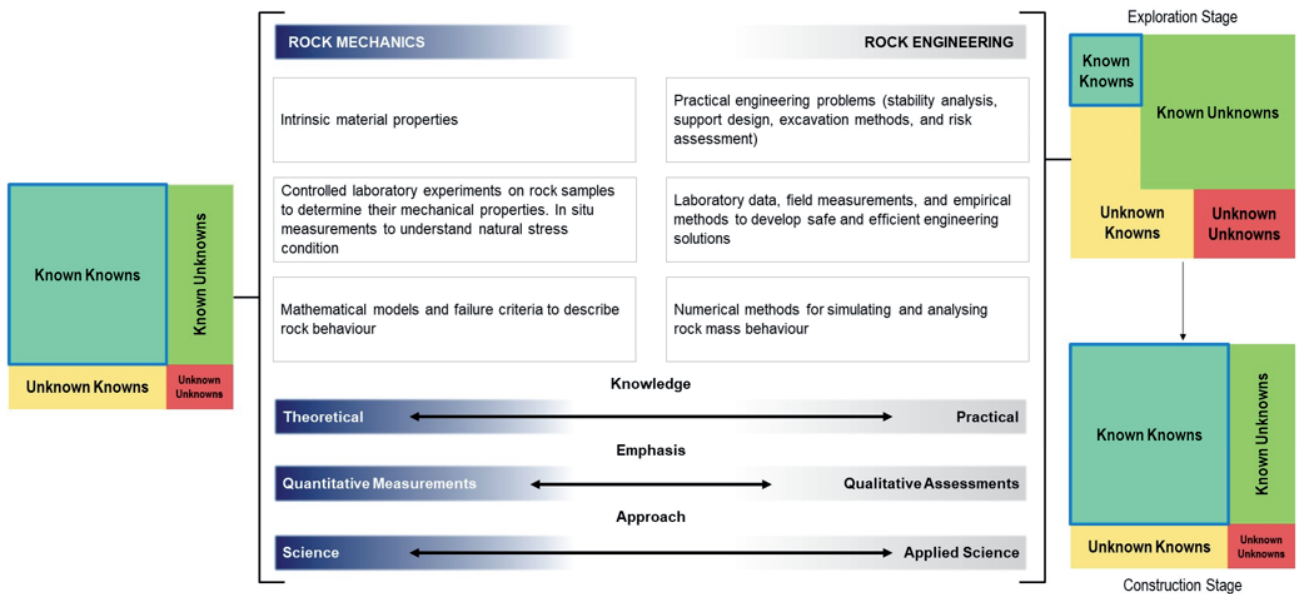 Known Knowns
Known Unknowns
Unknown Knowns
Unknown
Unknowns
ROCK MECHANICS
ROCK ENGINEERING
Intrinsic material properties
Practical engineering problems (stability analysis,
support design, excavation methods, and risk
assessment)
Controlled laboratory experiments on rock samples
to determine their mechanical properties. In situ
measurements to understand natural stress
condition
Laboratory data, field measurements, and empirical
methods to develop safe and efficient engineering
solutions
Mathematical models and failure criteria to describe
rock behaviour
Numerical methods for simulating and analysing
rock mass behaviour
Knowledge
Theoretical
Practical
Emphasis
Quantitative Measurements
Qualitative Assessments
Approach
Science
Applied Science
Exploration Stage
Known
Knowns
Known Unknowns
Unknown
Knowns
Unknown
Unknowns
Known Knowns
Known Unknowns
Unknown Knowns
Unknown
Unknowns
Construction Stage